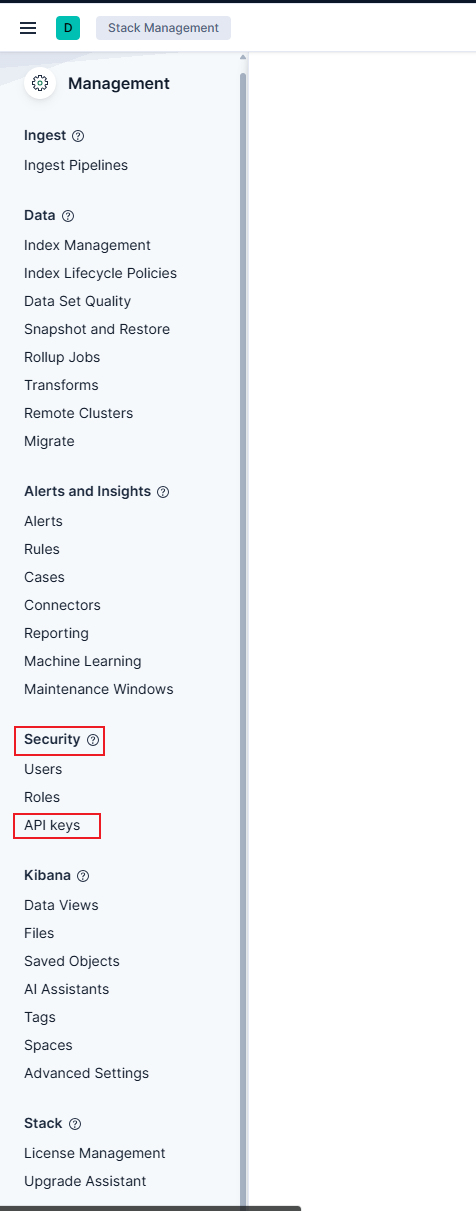 D Stack Management
Management
Ingest
Ingest Pipelines
Data
Index Management
Index Lifecycle Policies
Data Set Quality
Snapshot and Restore
Rollup Jobs
Transforms
Remote Clusters
Migrate
Alerts and Insights
Alerts
Rules
Cases
Connectors
Reporting
Machine Learning
Maintenance Windows
Security
Users
Roles
API keys
Kibana
Data Views
Files
Saved Objects
AI Assistants
Tags
Spaces
Advanced Settings
Stack
License Management
Upgrade Assistant